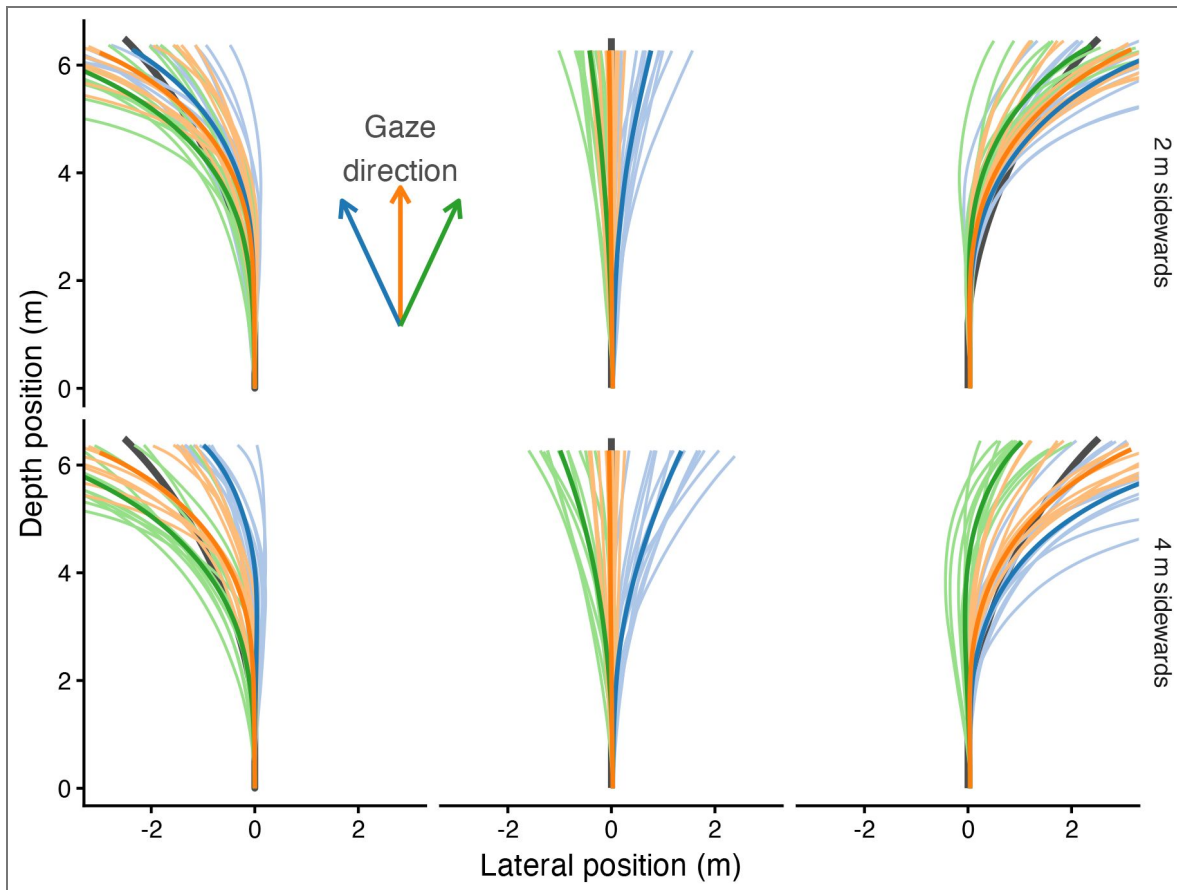 Gaze
direction
6
4
2
0
2 m sidewards
6
4
2
0
4 m sidewards
-2 0 2 -2 0 2 -2 0 2
Lateral position (m)
Depth position (m)